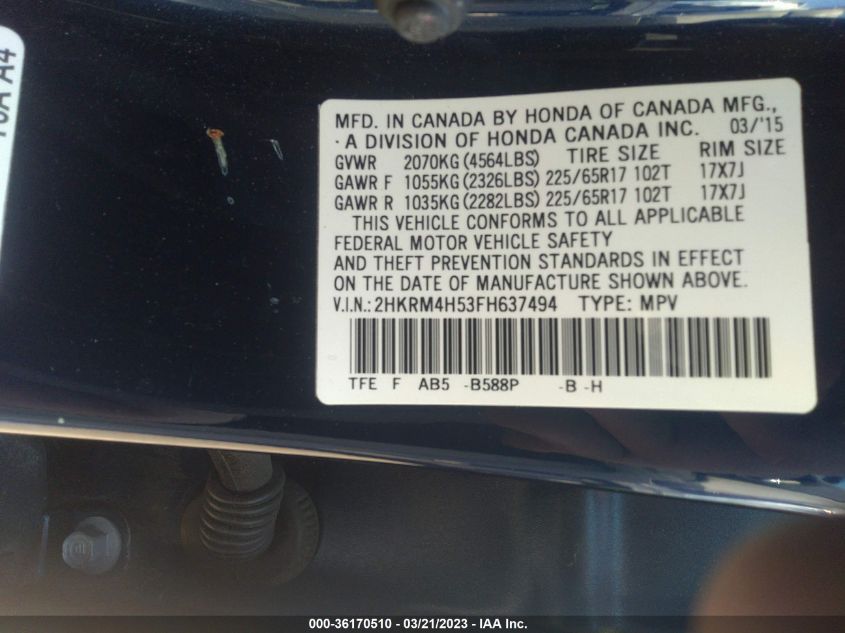 10A A4
MFD. IN CANADA BY HONDA OF CANADA MFG.,
· A DIVISION OF HONDA CANADA INC. 03/'15
GVWR 2070KG (4564LBS) TIRE SIZE RIM SIZE
GAWR F 1055KG (2326LBS) 225/65R17 102T 17X7J
GAWR R 1035KG (2282LBS) 225/65R17 102T 17X7J
THIS VEHICLE CONFORMS TO ALL APPLICABLE
FEDERAL MOTOR VEHICLE SAFETY
AND THEFT PREVENTION STANDARDS IN EFFECT
ON THE DATE OF MANUFACTURE SHOWN ABOVE.
V.I.N.: 2HKRM4H53FH637494 TYPE: MPV
TFE F AB5 -B588P -B -H
000-36170510 - 03/21/2023 - IAA Inc.